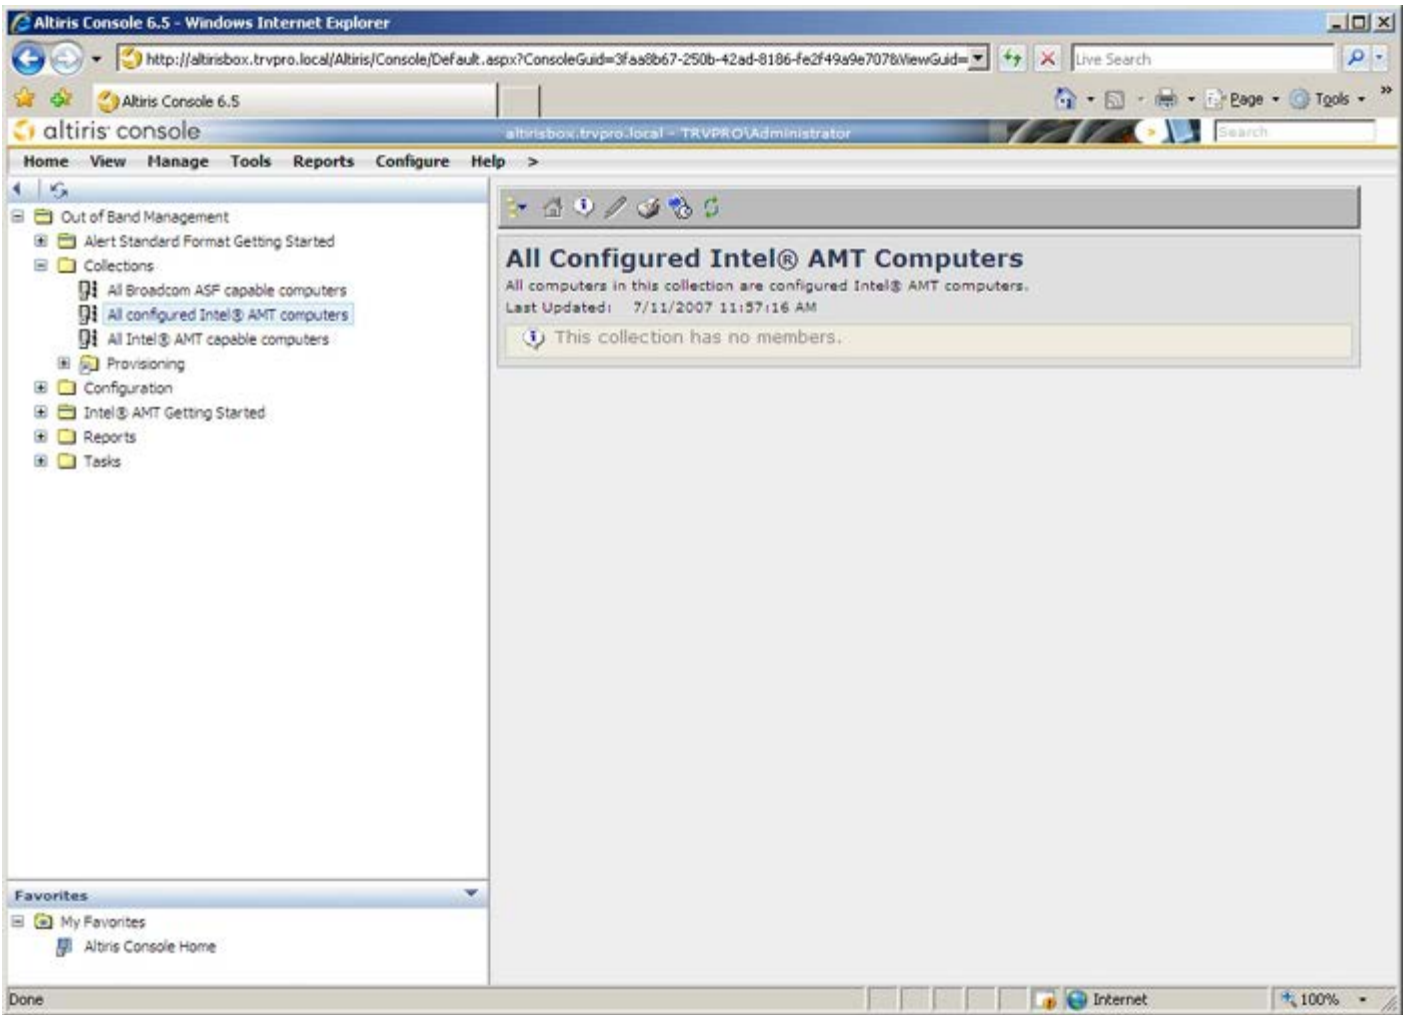 Altiris Console 6.5 - Windows Internet Explorer
http://altirisbox.trvpro.local/Altiris/Console/Default.aspx?ConsoleGuid=3faa8b67-250b-42ad-8186-fe2f49a9e707&ViewGuid=
Live Search
Altiris Console 6.5
Page
Tools
altiris console
altirisbox.trvpro.local - TRVPRO\Administrator
Search
Home View Manage Tools Reports Configure Help >
Out of Band Management
Alert Standard Format Getting Started
Collections
All Broadcom ASF capable computers
All configured Intel® AMT computers
All Intel® AMT capable computers
Provisioning
Configuration
Intel® AMT Getting Started
Reports
Tasks
All Configured Intel® AMT Computers
All computers in this collection are configured Intel® AMT computers.
Last Updated: 7/11/2007 11:57:16 AM
This collection has no members.
Favorites
My Favorites
Altiris Console Home
Done
Internet
100%